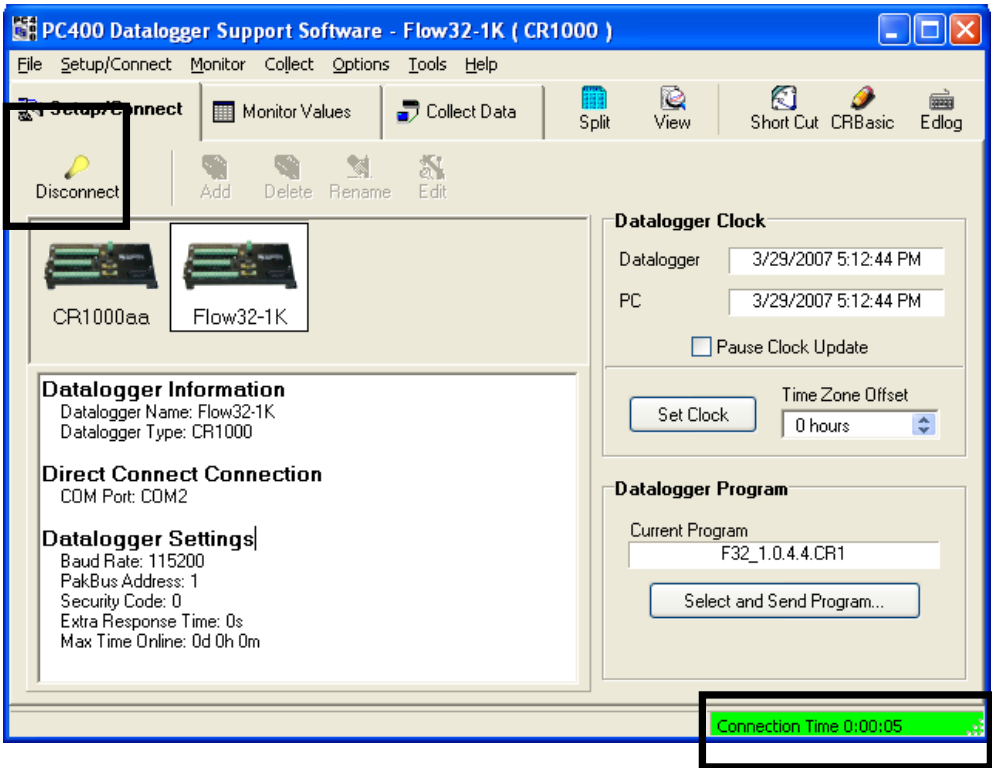 PC400 Datalogger Support Software - Flow32-1K ( CR1000 )
File Setup/Connect Monitor Collect Options Tools Help
Setup/Connect Monitor Values Collect Data Split View Short Cut CRBasic Edlog
Disconnect Add Delete Rename Edit
CR1000aa Flow32-1K
Datalogger Information
Datalogger Name: Flow32-1K
Datalogger Type: CR1000
Direct Connect Connection
COM Port: COM2
Datalogger Settings
Baud Rate: 115200
PakBus Address: 1
Security Code: 0
Extra Response Time: 0s
Max Time Online: 0d 0h 0m
Datalogger Clock
Datalogger 3/29/2007 5:12:44 PM
PC 3/29/2007 5:12:44 PM
Pause Clock Update
Time Zone Offset
Set Clock 0 hours
Datalogger Program
Current Program
F32_1.0.4.4.CR1
Select and Send Program...
Connection Time 0:00:05